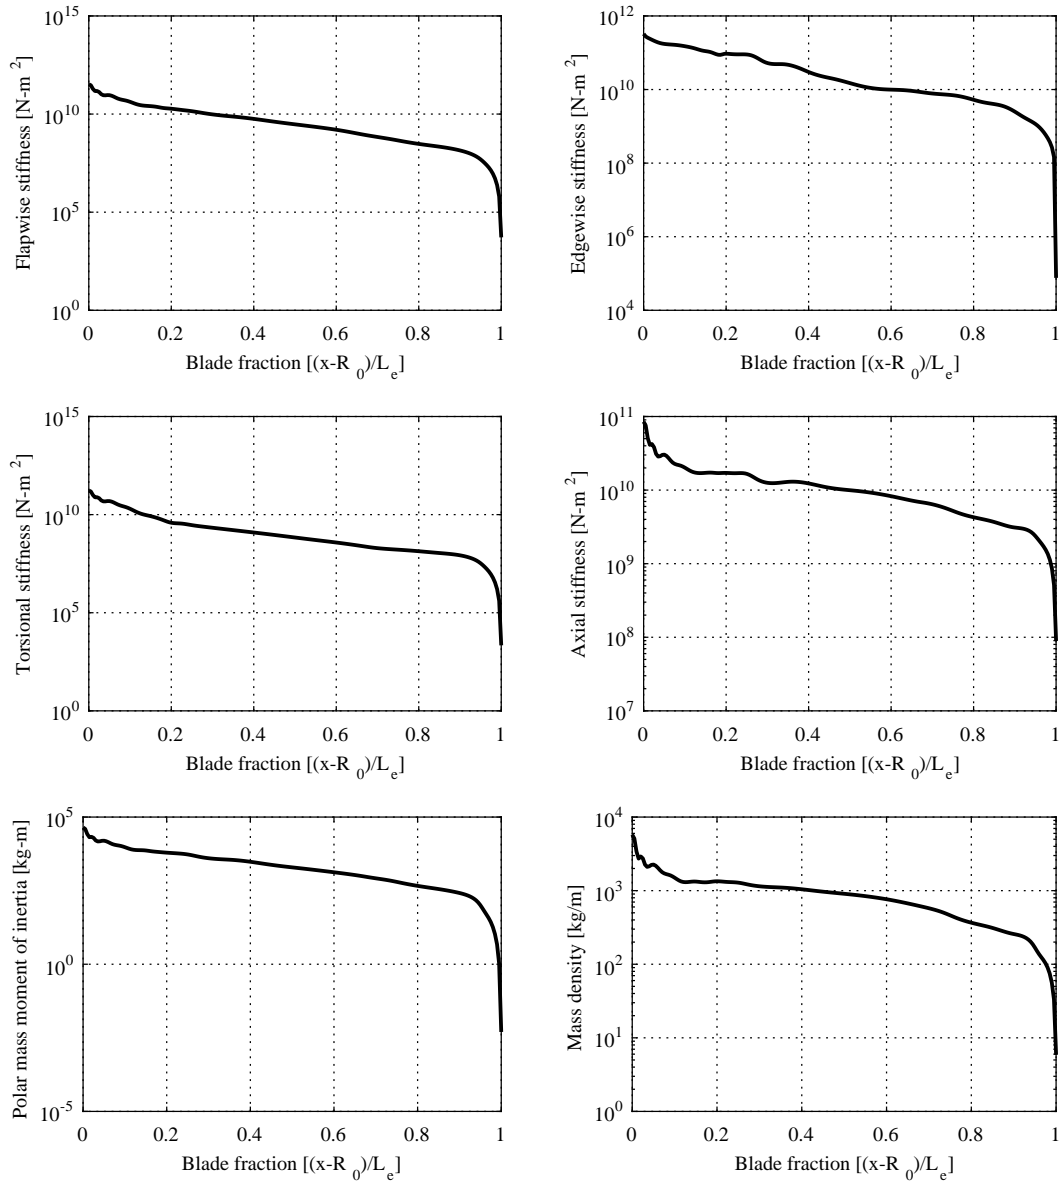 10^15
10^10
10^5
10^0
Flapwise stiffness [N-m^2]
0 0.2 0.4 0.6 0.8 1
Blade fraction [(x-R_0)/L_e]
10^12
10^10
10^8
10^6
10^4
Edgewise stiffness [N-m^2]
0 0.2 0.4 0.6 0.8 1
Blade fraction [(x-R_0)/L_e]
10^15
10^10
10^5
10^0
Torsional stiffness [N-m^2]
0 0.2 0.4 0.6 0.8 1
Blade fraction [(x-R_0)/L_e]
10^11
10^10
10^9
10^8
10^7
Axial stiffness [N-m^2]
0 0.2 0.4 0.6 0.8 1
Blade fraction [(x-R_0)/L_e]
10^5
10^0
10^-5
Polar mass moment of inertia [kg-m]
0 0.2 0.4 0.6 0.8 1
Blade fraction [(x-R_0)/L_e]
10^4
10^3
10^2
10^1
10^0
Mass density [kg/m]
0 0.2 0.4 0.6 0.8 1
Blade fraction [(x-R_0)/L_e]